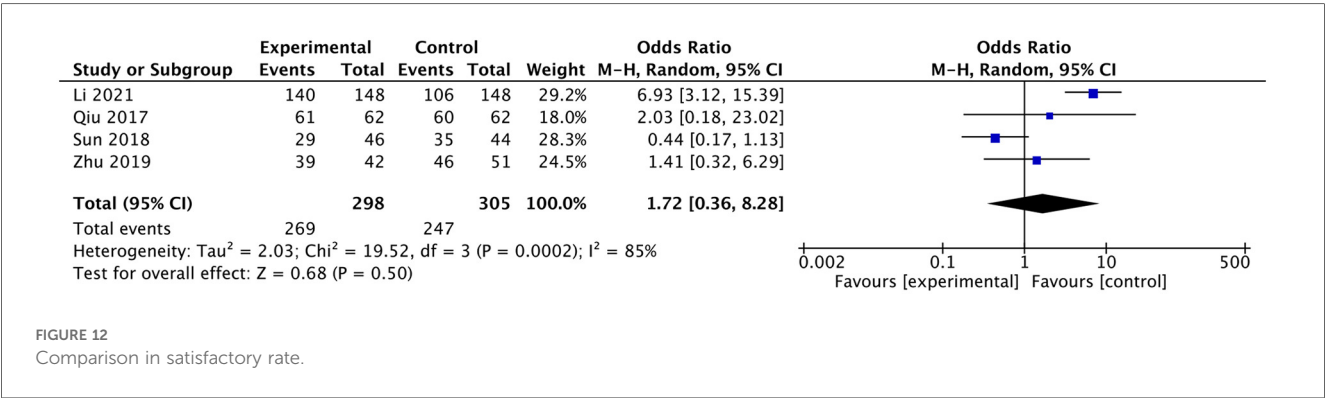 Experimental Control Odds Ratio Odds Ratio
Study or Subgroup Events Total Events Total Weight M-H, Random, 95% CI M-H, Random, 95% CI
Li 2021 140 148 106 148 29.2% 6.93 [3.12, 15.39]
Qiu 2017 61 62 60 62 18.0% 2.03 [0.18, 23.02]
Sun 2018 29 46 35 44 28.3% 0.44 [0.17, 1.13]
Zhu 2019 39 42 46 51 24.5% 1.41 [0.32, 6.29]
Total (95% CI) 298 305 100.0% 1.72 [0.36, 8.28]
Total events 269 247
Heterogeneity: Tau² = 2.03; Chi² = 19.52, df = 3 (P = 0.0002); I² = 85%
Test for overall effect: Z = 0.68 (P = 0.50)
0.002 0.1 1 10 500
Favours [experimental] Favours [control]
FIGURE 12
Comparison in satisfactory rate.